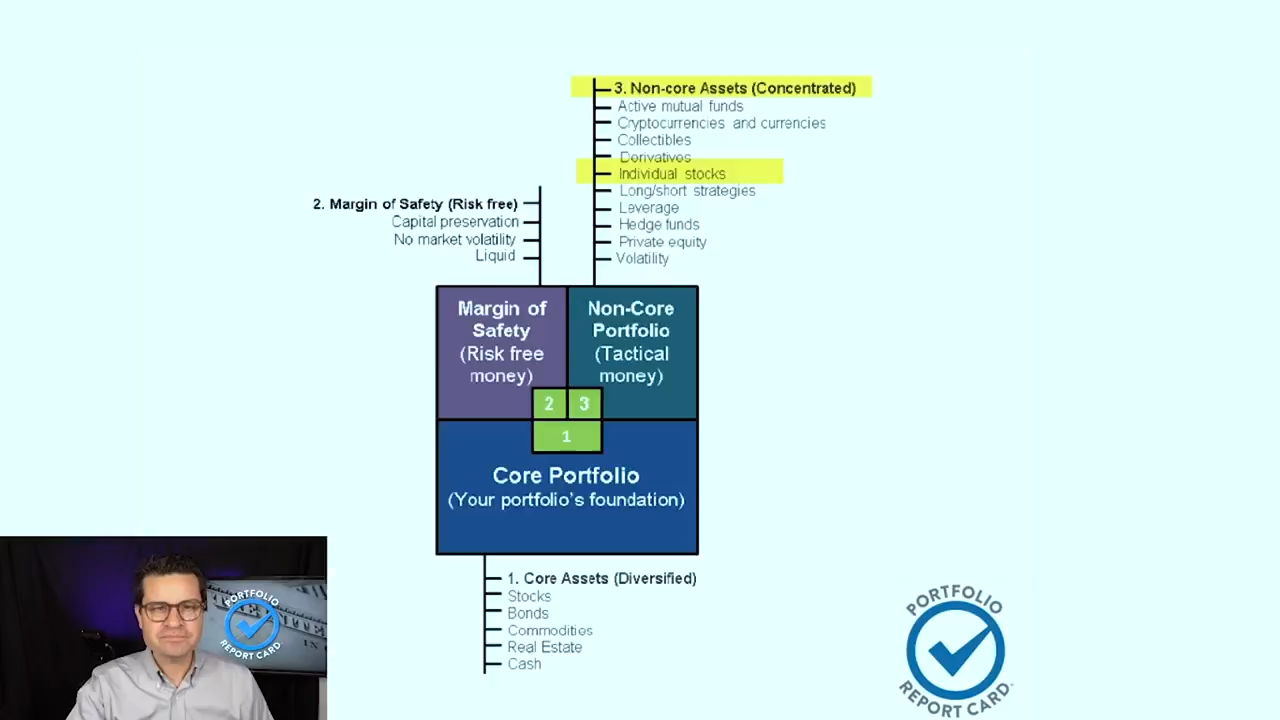 3. Non-core Assets (Concentrated)
Active mutual funds
Cryptocurrencies and currencies
Collectibles
Derivatives
Individual stocks
Long/short strategies
Leverage
Hedge funds
Private equity
Volatility
2. Margin of Safety (Risk free)
Capital preservation
No market volatility
Liquid
Margin of
Safety
(Risk free
money)
Non-Core
Portfolio
(Tactical
money)
2 3
1
Core Portfolio
(Your portfolio's foundation)
1. Core Assets (Diversified)
Stocks
Bonds
Commodities
Real Estate
Cash
PORTFOLIO
REPORT CARD
PORTFOLIO
REPORT CARD